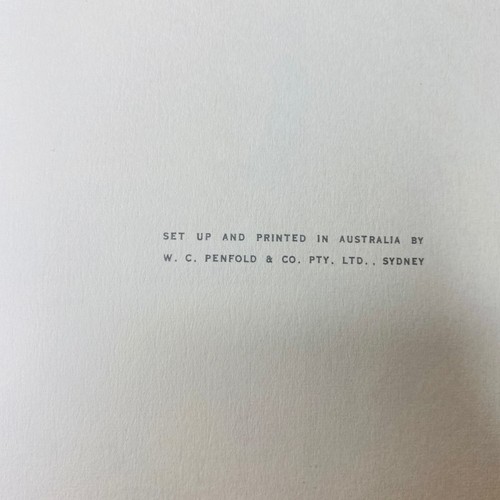 SET UP AND PRINTED IN AUSTRALIA BY
W. C. PENFOLD & CO. PTY. LTD., SYDNEY